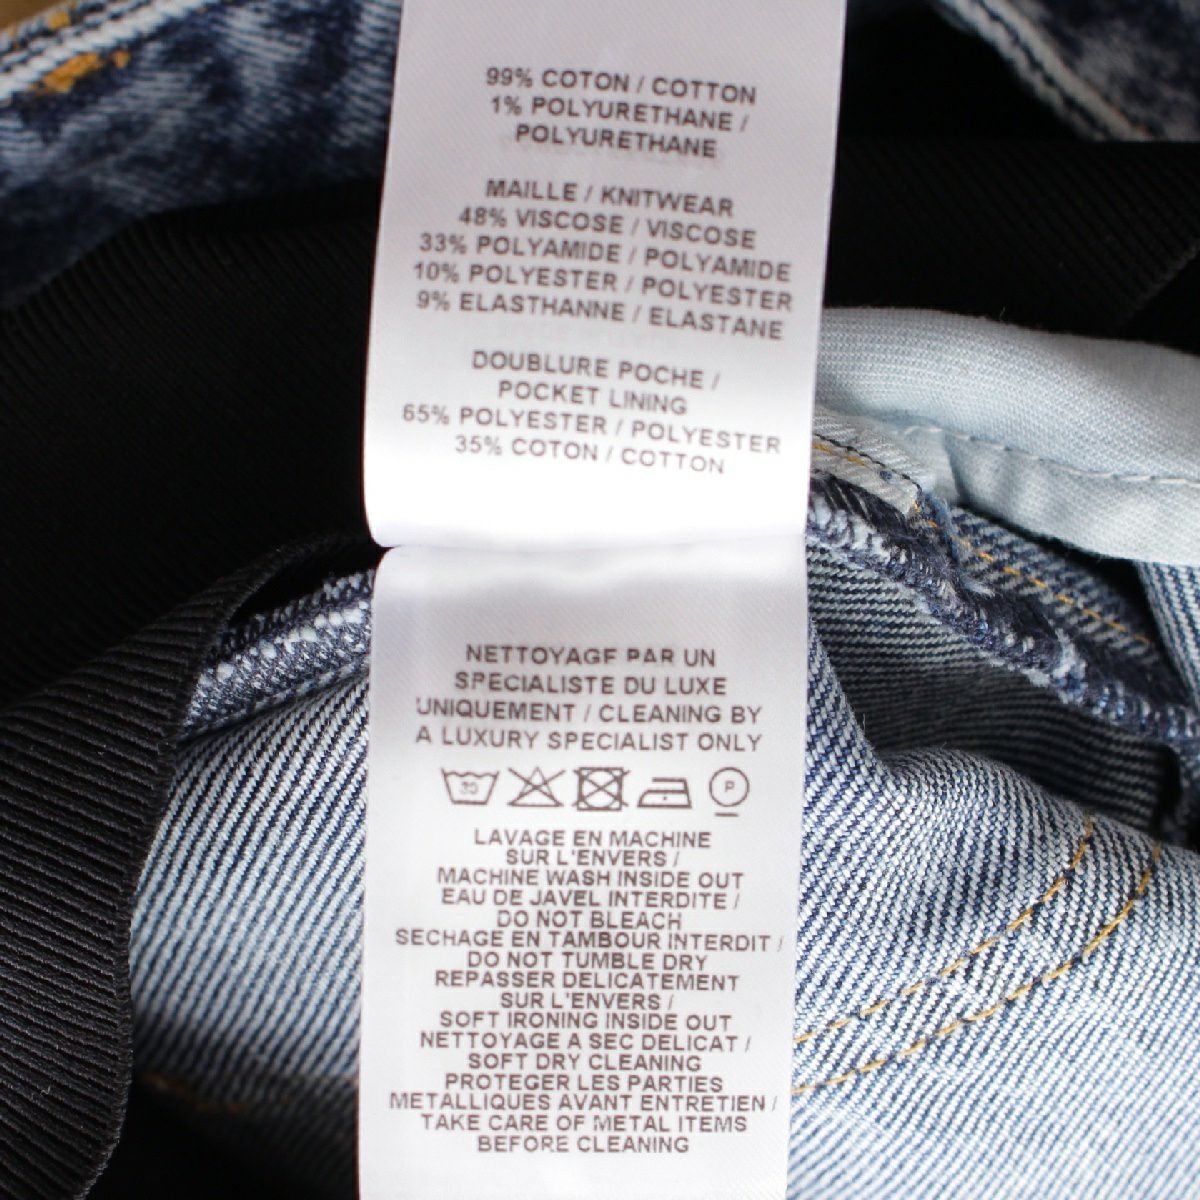 99% COTON / COTTON
1% POLYURETHANE /
POLYURETHANE
MAILLE / KNITWEAR
48% VISCOSE / VISCOSE
33% POLYAMIDE / POLYAMIDE
10% POLYESTER / POLYESTER
9% ELASTHANNE / ELASTANE
DOUBLURE POCHE /
POCKET LINING
65% POLYESTER / POLYESTER
35% COTON / COTTON
NETTOYAGE PAR UN
SPECIALISTE DU LUXE
UNIQUEMENT / CLEANING BY
A LUXURY SPECIALIST ONLY
30 P
LAVAGE EN MACHINE
SUR L'ENVERS /
MACHINE WASH INSIDE OUT
EAU DE JAVEL INTERDITE /
DO NOT BLEACH
SECHAGE EN TAMBOUR INTERDIT /
DO NOT TUMBLE DRY
REPASSER DELICATEMENT
SUR L'ENVERS /
SOFT IRONING INSIDE OUT
NETTOYAGE A SEC DELICAT /
SOFT DRY CLEANING
PROTEGER LES PARTIES
METALLIQUES AVANT ENTRETIEN /
TAKE CARE OF METAL ITEMS
BEFORE CLEANING